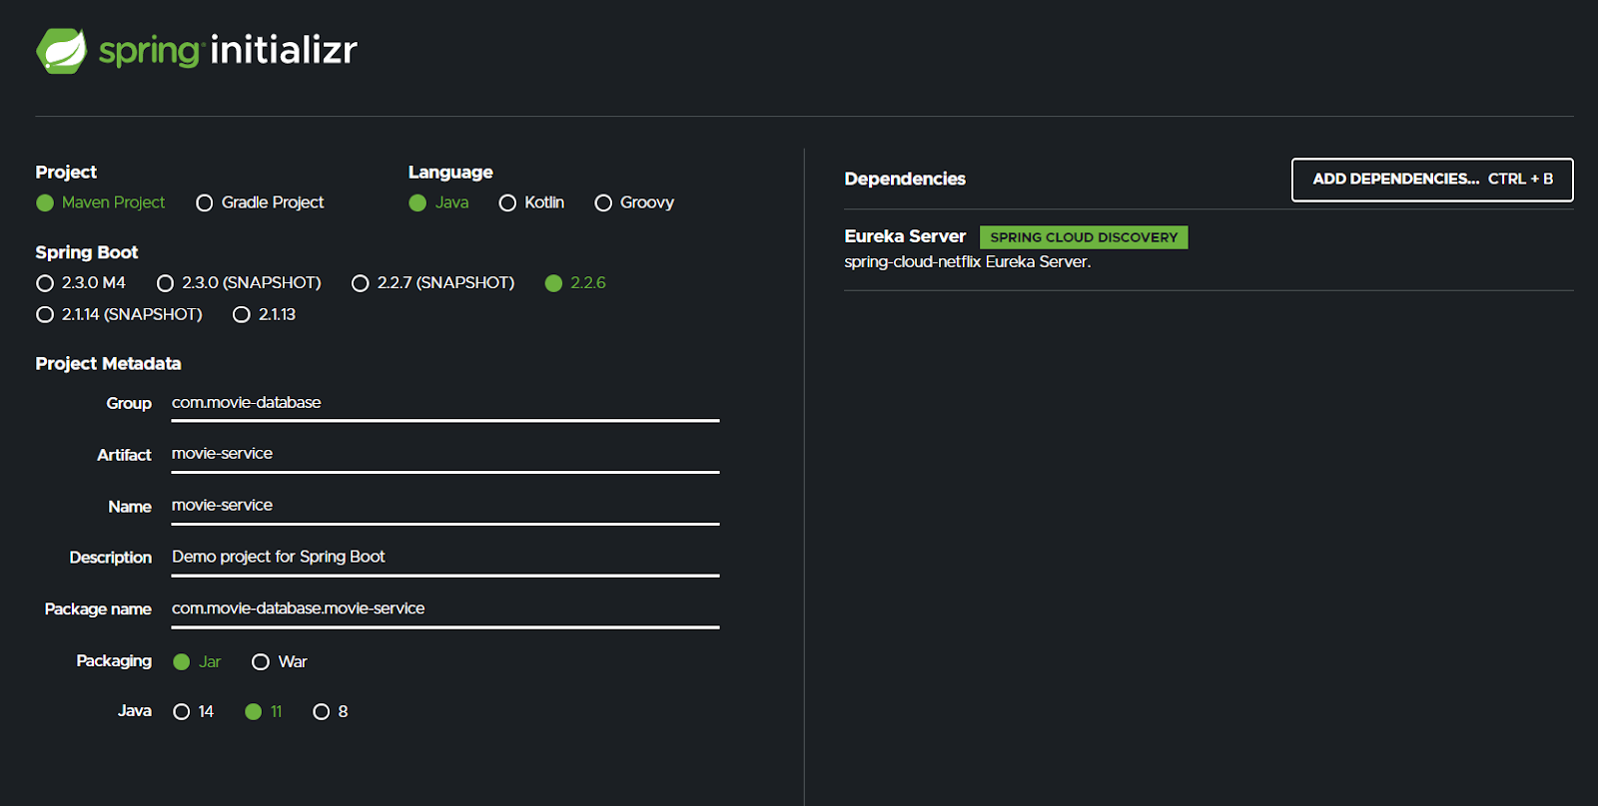 spring initializr
Project
Maven Project Gradle Project
Language
Java Kotlin Groovy
Spring Boot
2.3.0 M4 2.3.0 (SNAPSHOT) 2.2.7 (SNAPSHOT) 2.2.6
2.1.14 (SNAPSHOT) 2.1.13
Project Metadata
Group com.movie-database
Artifact movie-service
Name movie-service
Description Demo project for Spring Boot
Package name com.movie-database.movie-service
Packaging Jar War
Java 14 11 8
Dependencies
ADD DEPENDENCIES... CTRL + B
Eureka Server SPRING CLOUD DISCOVERY
spring-cloud-netflix Eureka Server.